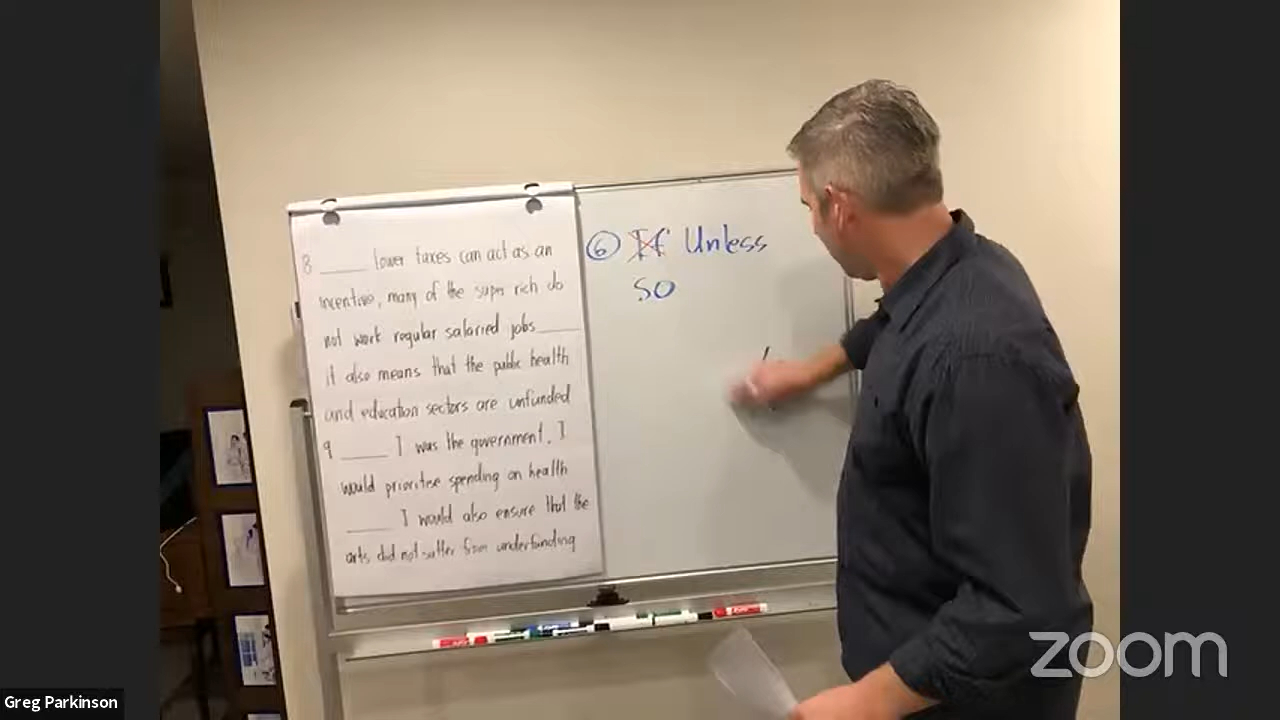 8 _____ lower taxes can act as an
incentive, many of the super rich do
not work regular salaried jobs _____
it also means that the public health
and education sectors are unfunded
9 _____ I was the government, I
would prioritise spending on health
_____ I would also ensure that the
arts did not suffer from underfunding
6 If Unless
so
zoom
Greg Parkinson